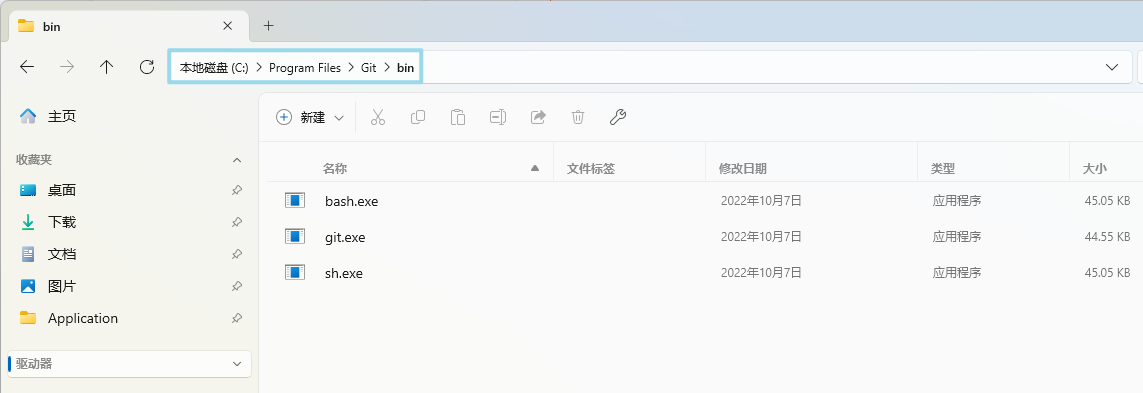 bin
本地磁盘 (C:) Program Files Git bin
主页
新建
收藏夹
名称 文件标签 修改日期 类型 大小
桌面
bash.exe 2022年10月7日 应用程序 45.05 KB
下载
git.exe 2022年10月7日 应用程序 44.55 KB
文档
sh.exe 2022年10月7日 应用程序 45.05 KB
图片
Application
驱动器